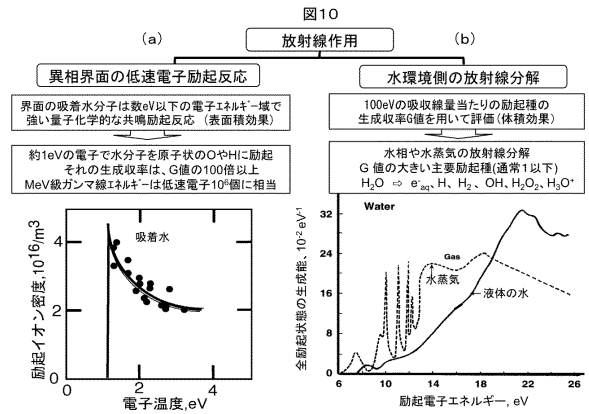 図10
(a)
放射線作用
(b)
異相界面の低速電子励起反応
水環境側の放射線分解
界面の吸着水分子は数eV以下の電子エネルギー域で
強い量子化学的な共鳴励起反応 (表面積効果)
100eVの吸収線量当たりの励起種の
生成収率G値を用いて評価(体積効果)
約1eVの電子で水分子を原子状のOやHに励起
それの生成収率は、G値の100倍以上
MeV級ガンマ線エネルギーは低速電子10⁶個に相当
水相や水蒸気の放射線分解
G 値の大きい主要励起種(通常1以下)
H₂O ⇨ e⁻aq、H、H₂、OH、H₂O₂、H₃O⁺
励起イオン密度,10¹⁶/m³
4
2
0
吸着水
0
2
4
電子温度,eV
全励起状態の生成能、10⁻² eV⁻¹
32
24
16
8
0
Water
Gas
水蒸気
←液体の水
6
10
14
18
22
26
励起電子エネルギー, eV